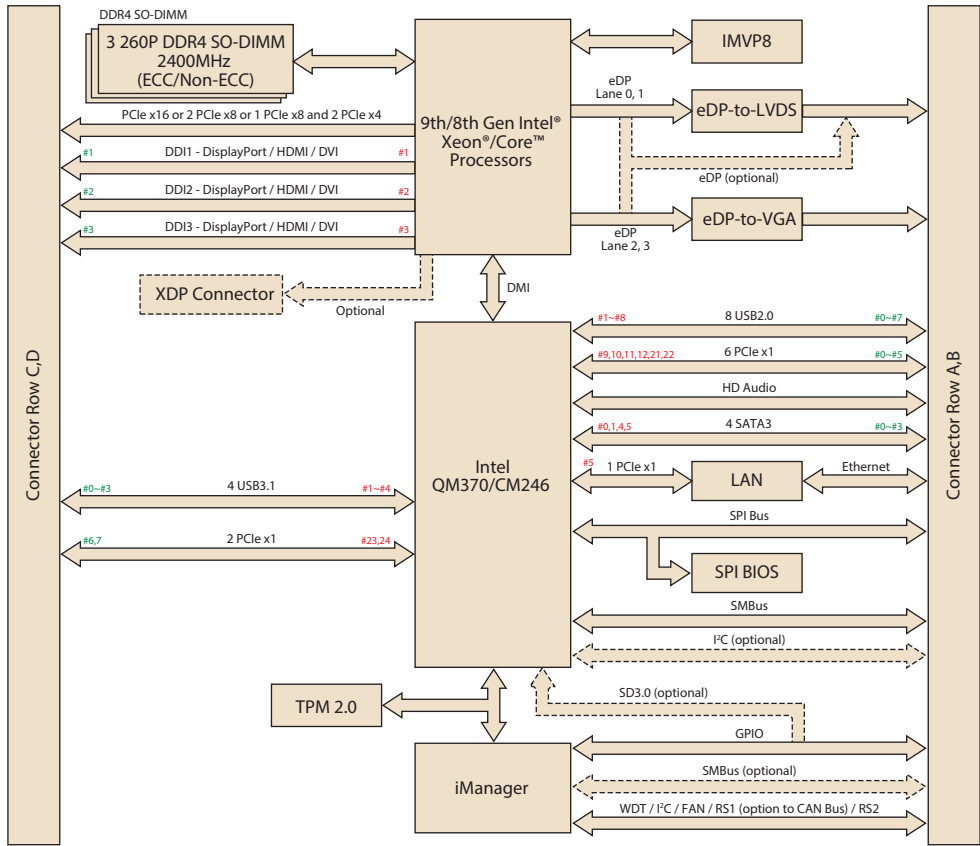 DDR4 SO-DIMM
3 260P DDR4 SO-DIMM
2400MHz
(ECC/Non-ECC)
PCIe x16 or 2 PCIe x8 or 1 PCIe x8 and 2 PCIe x4
#1 DDI1 - DisplayPort / HDMI / DVI #1
#2 DDI2 - DisplayPort / HDMI / DVI #2
#3 DDI3 - DisplayPort / HDMI / DVI #3
XDP Connector
Optional
Connector Row C,D
9th/8th Gen Intel®
Xeon®/Core™
Processors
IMVP8
eDP
Lane 0, 1
eDP-to-LVDS
eDP (optional)
eDP-to-VGA
eDP
Lane 2, 3
DMI
Connector Row A,B
Intel
QM370/CM246
#1~#8 8 USB2.0 #0~#7
#9,10,11,12,21,22 6 PCIe x1 #0~#5
HD Audio
#0,1,4,5 4 SATA3 #0~#3
#5 1 PCIe x1
LAN
Ethernet
#0~#3 4 USB3.1 #1~#4
SPI Bus
#6,7 2 PCIe x1 #23,24
SPI BIOS
SMBus
I²C (optional)
TPM 2.0
SD3.0 (optional)
GPIO
iManager
SMBus (optional)
WDT / I²C / FAN / RS1 (option to CAN Bus) / RS2